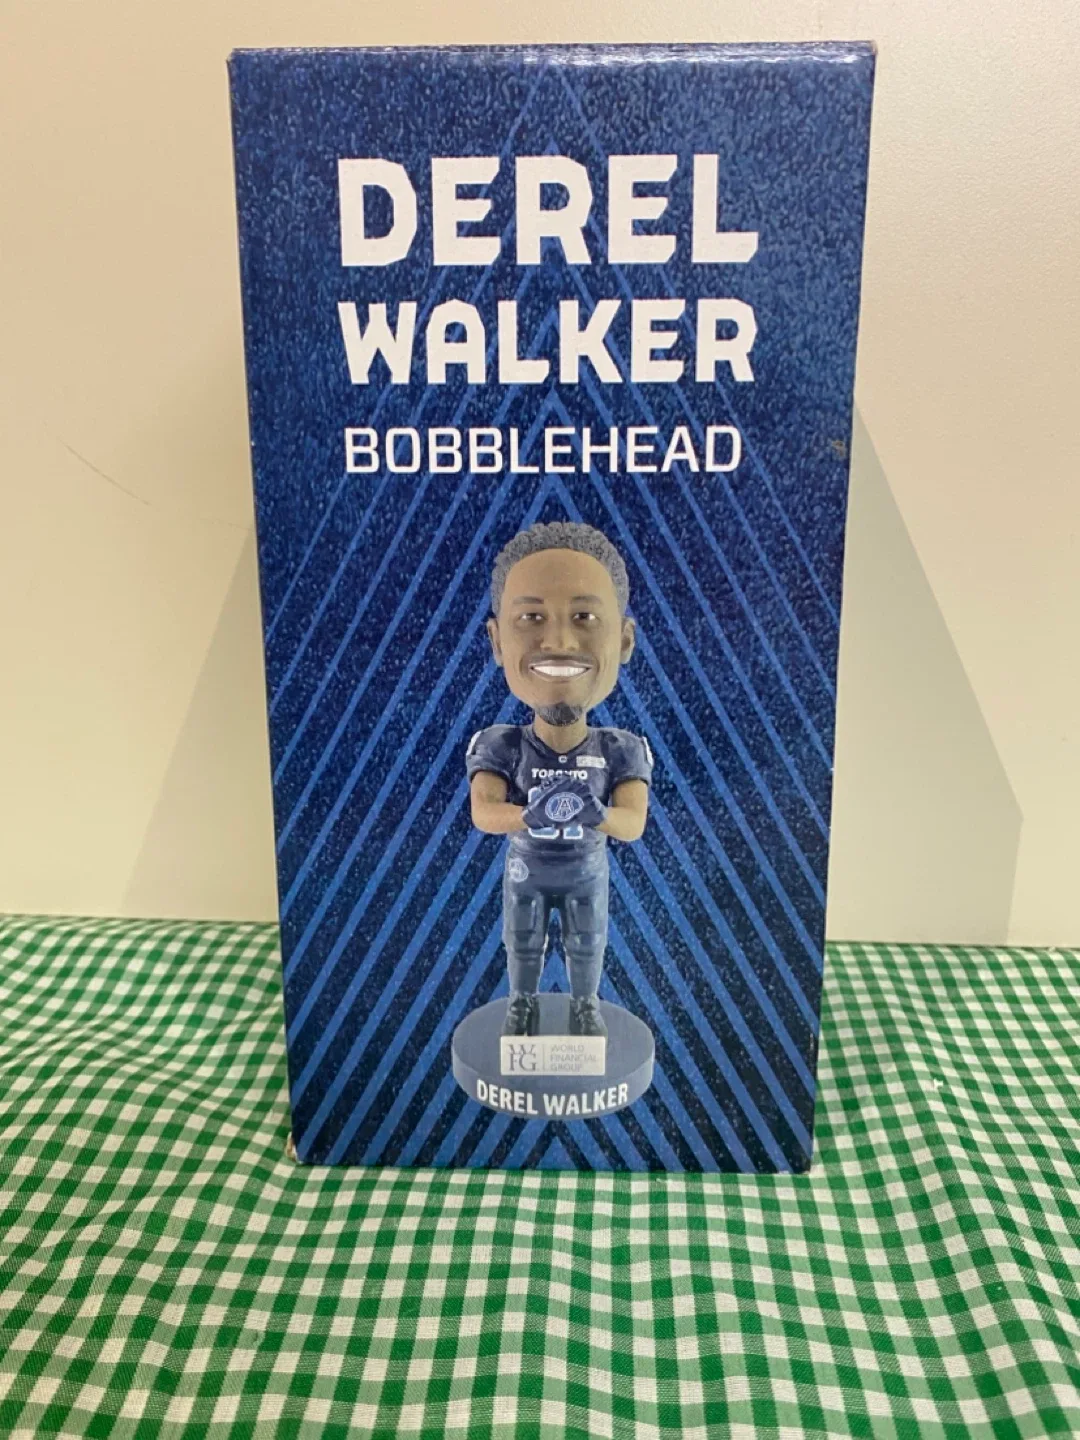 DEREL
WALKER
BOBBLEHEAD
TORONTO
A
WFG
WORLD
FINANCIAL
GROUP
DEREL WALKER